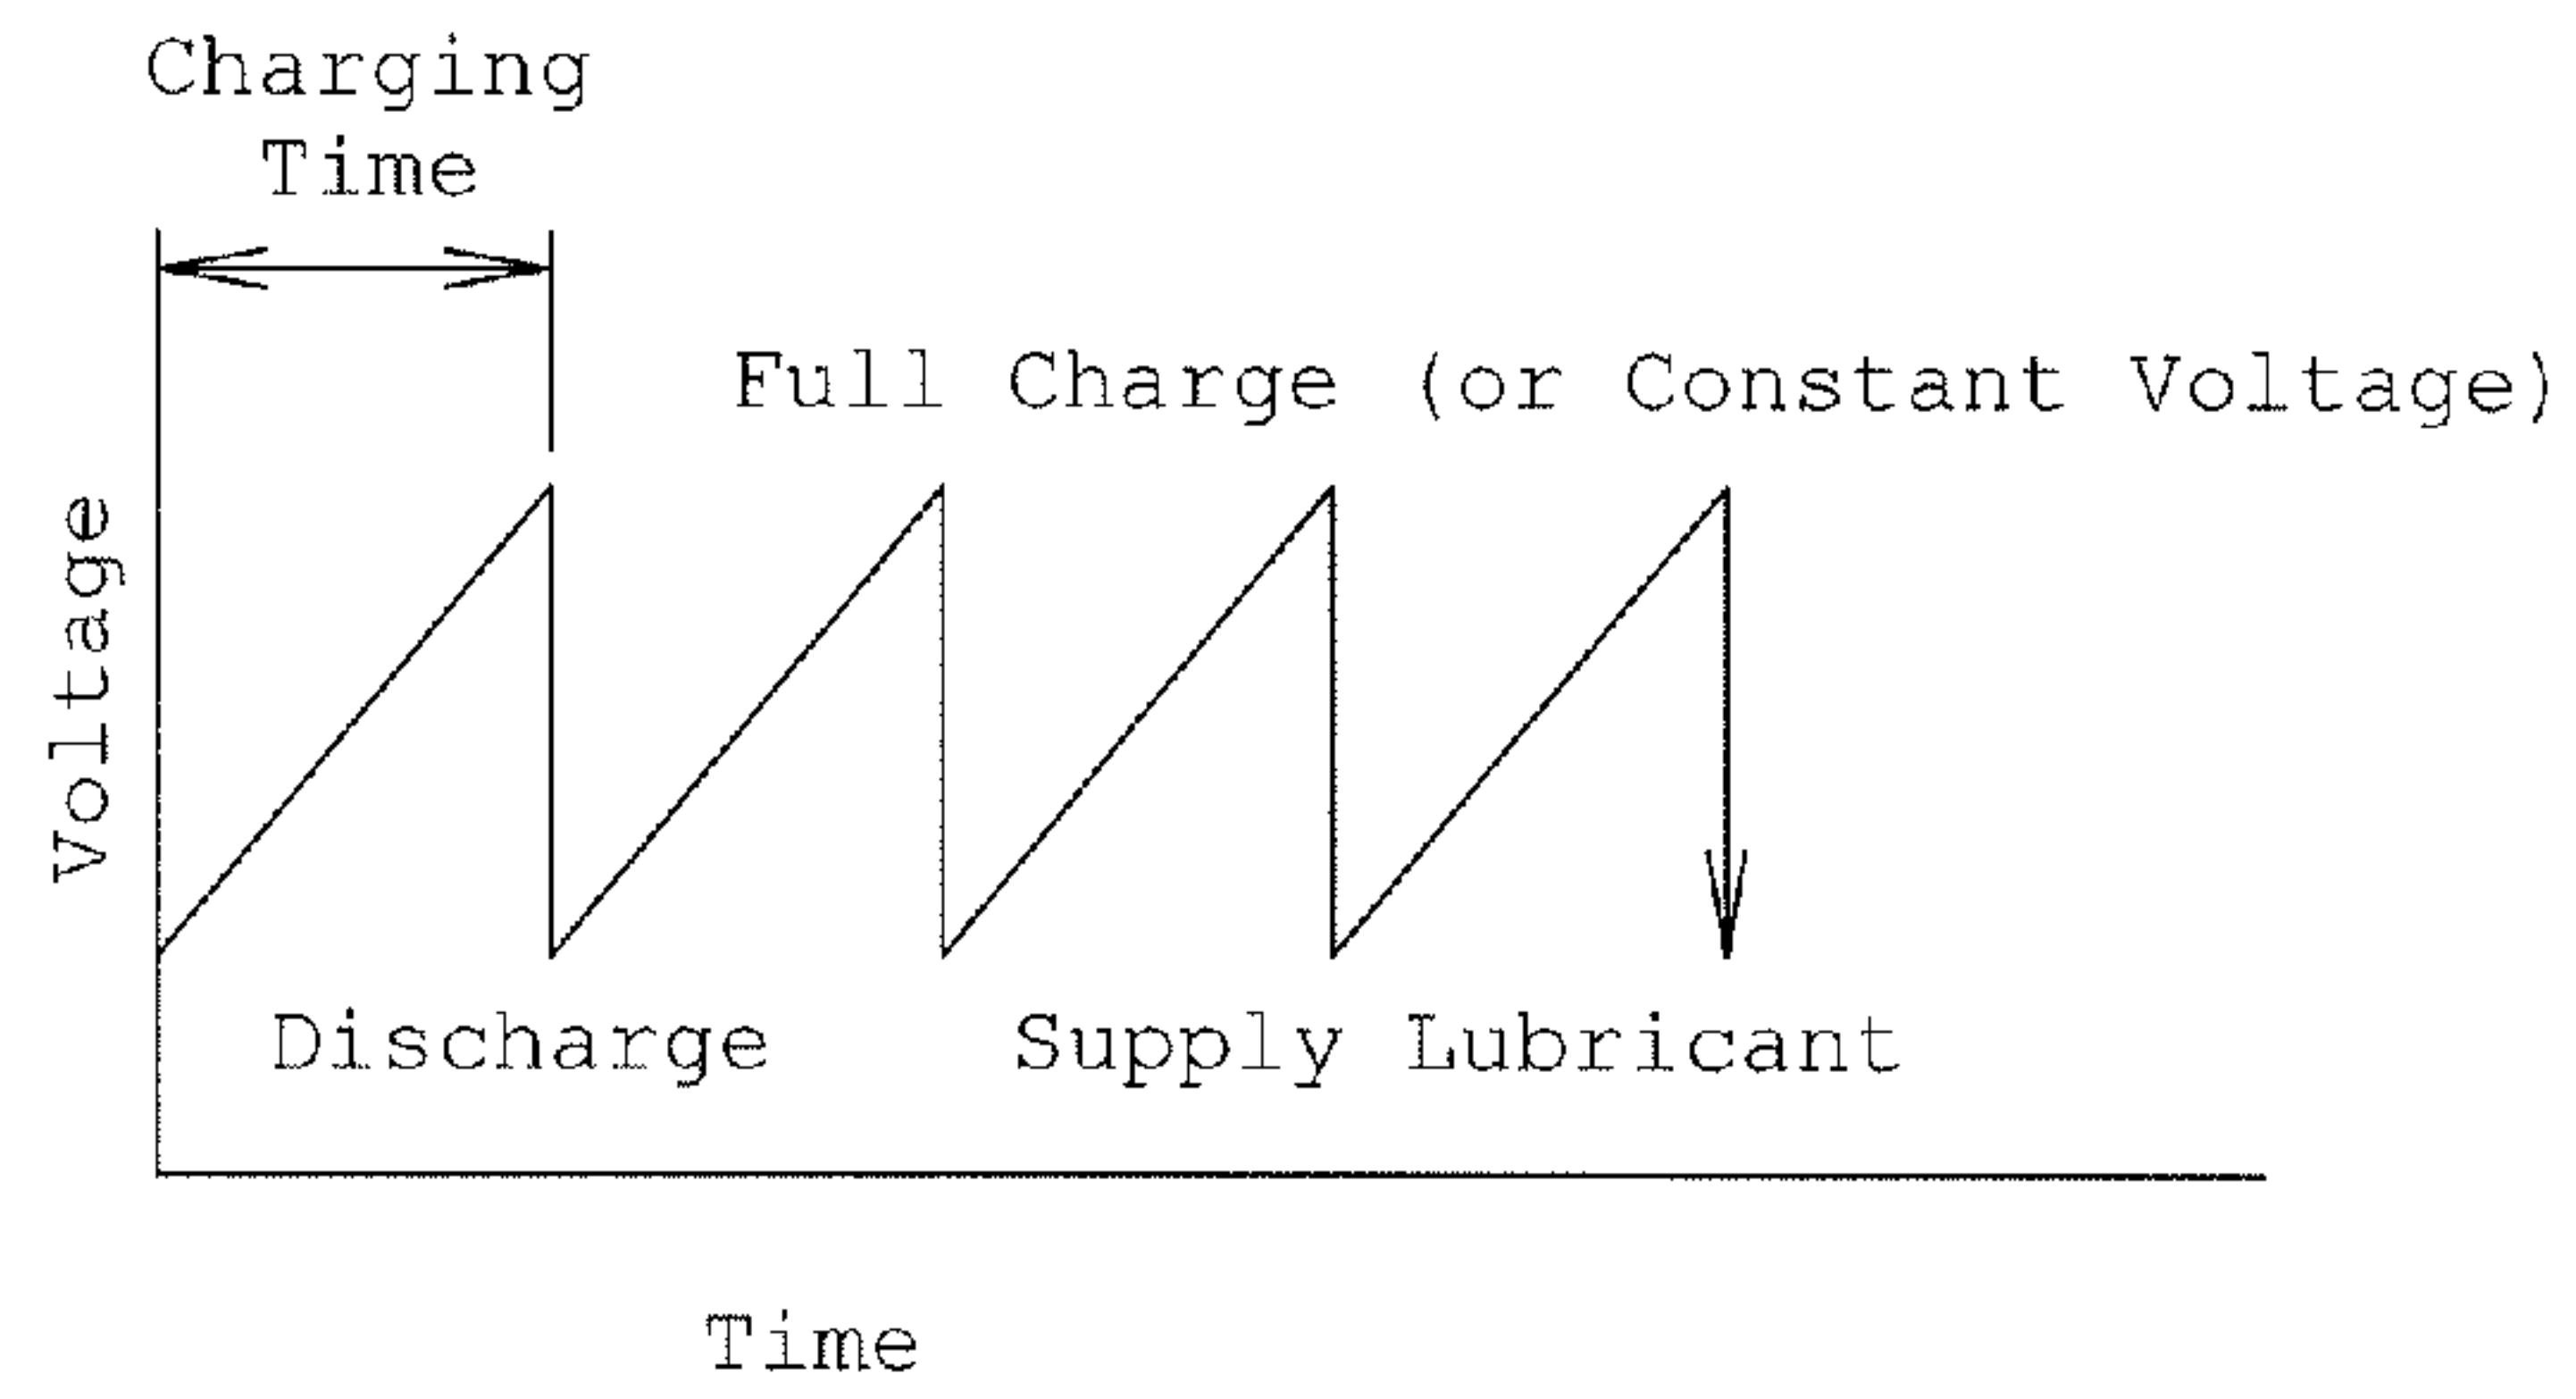 Charging
Time
Full Charge (or Constant Voltage)
Voltage
Discharge
Supply Lubricant
Time